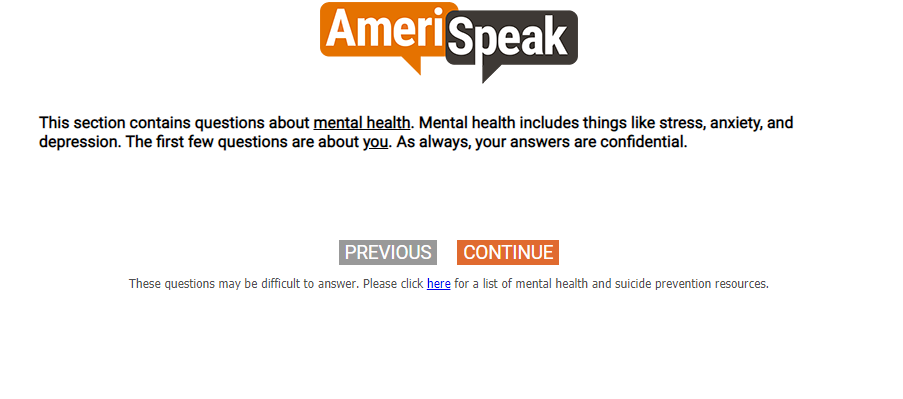 AmeriSpeak
This section contains questions about mental health. Mental health includes things like stress, anxiety, and
depression. The first few questions are about you. As always, your answers are confidential.
PREVIOUS CONTINUE
These questions may be difficult to answer. Please click here for a list of mental health and suicide prevention resources.